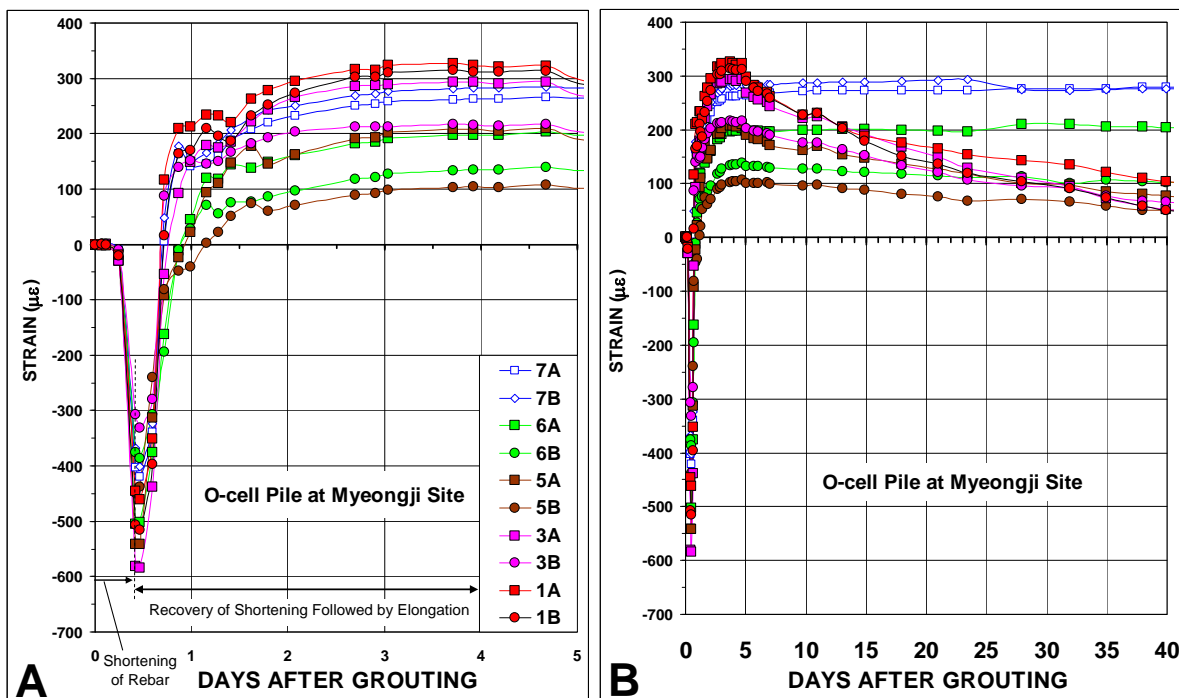 400
300
200
100
0
-100
-200
-300
-400
-500
-600
-700
STRAIN (µε)
7A
7B
6A
6B
5A
5B
3A
3B
1A
1B
O-cell Pile at Myeongji Site
Recovery of Shortening Followed by Elongation
0 1 2 3 4 5
Shortening
of Rebar
DAYS AFTER GROUTING
A
400
300
200
100
0
-100
-200
-300
-400
-500
-600
-700
STRAIN (µε)
O-cell Pile at Myeongji Site
0 5 10 15 20 25 30 35 40
DAYS AFTER GROUTING
B